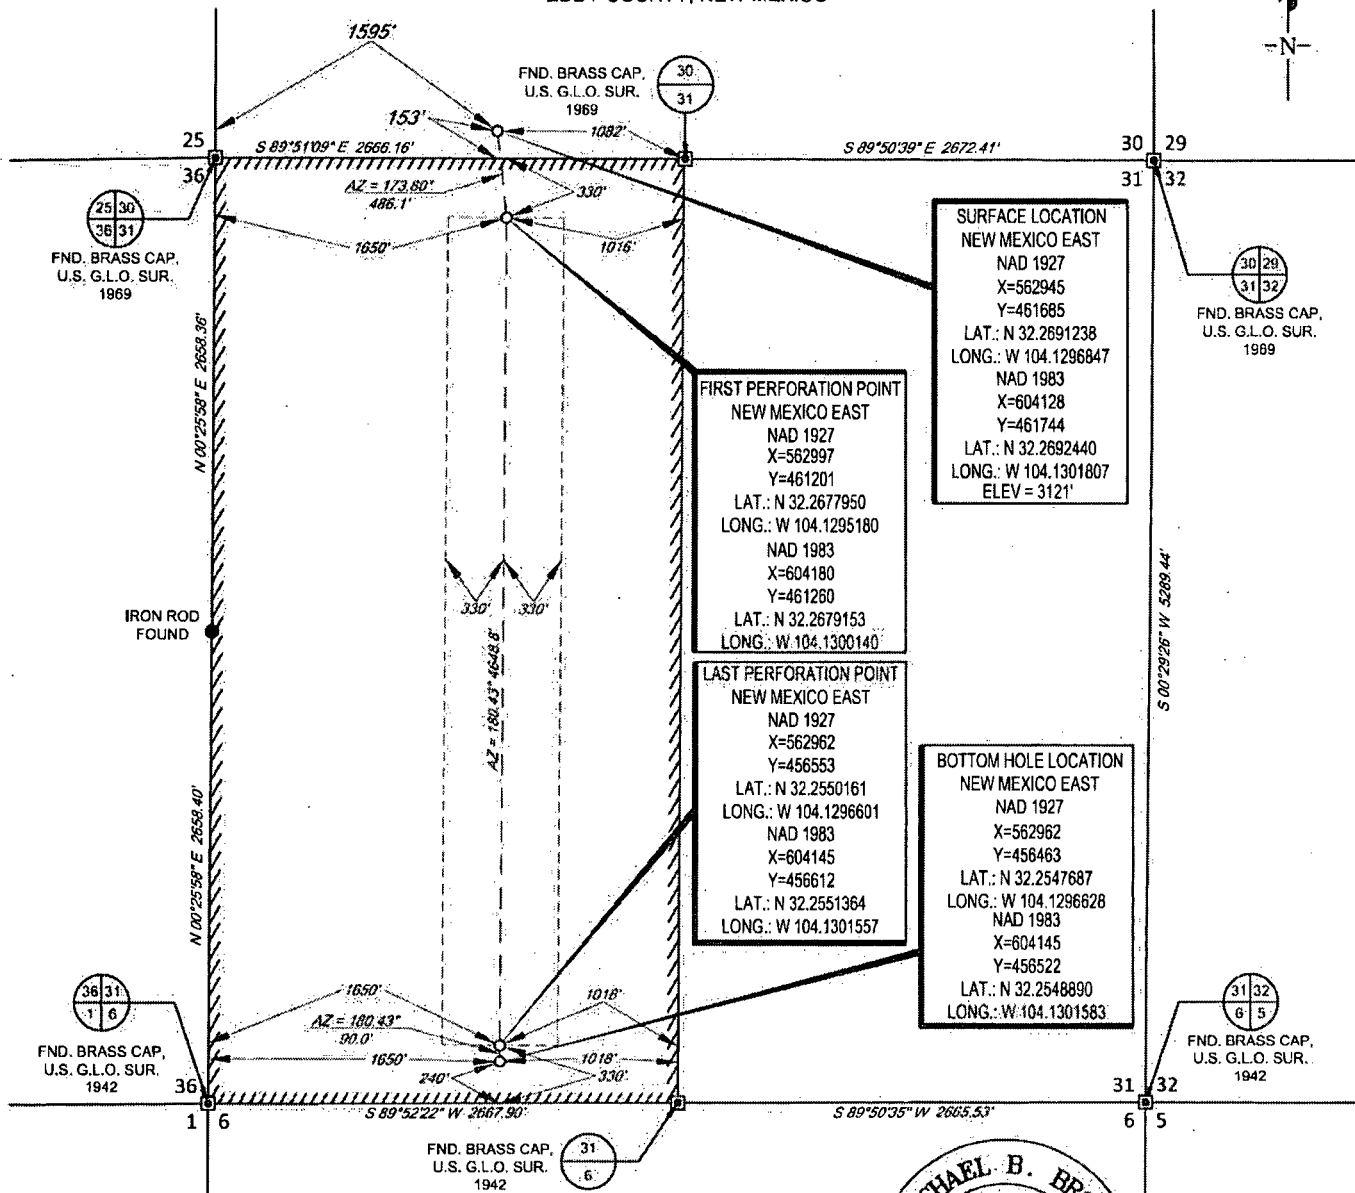 -N-
1595'
FND. BRASS CAP,
U.S. G.L.O. SUR.
1969
30
31
153'
1082'
25
36
S 89°51'09" E 2666.16'
S 89°50'39" E 2672.41'
30 29
31 32
AZ = 173.80°
486.1'
330'
25 30
36 31
FND. BRASS CAP,
U.S. G.L.O. SUR.
1969
1650'
1016'
30 29
31 32
FND. BRASS CAP,
U.S. G.L.O. SUR.
1969
SURFACE LOCATION
NEW MEXICO EAST
NAD 1927
X=562945
Y=461685
LAT.: N 32.2691238
LONG.: W 104.1296847
NAD 1983
X=604128
Y=461744
LAT.: N 32.2692440
LONG.: W 104.1301807
ELEV = 3121'
N 00°25'58" E 2658.36'
FIRST PERFORATION POINT
NEW MEXICO EAST
NAD 1927
X=562997
Y=461201
LAT.: N 32.2677950
LONG.: W 104.1295180
NAD 1983
X=604180
Y=461260
LAT.: N 32.2679153
LONG.: W 104.1300140
330'
330'
IRON ROD
FOUND
AZ = 180.43° 4648.8'
S 00°29'26" W 5289.44'
LAST PERFORATION POINT
NEW MEXICO EAST
NAD 1927
X=562962
Y=456553
LAT.: N 32.2550161
LONG.: W 104.1296601
NAD 1983
X=604145
Y=456612
LAT.: N 32.2551364
LONG.: W 104.1301557
BOTTOM HOLE LOCATION
NEW MEXICO EAST
NAD 1927
X=562962
Y=456463
LAT.: N 32.2547687
LONG.: W 104.1296628
NAD 1983
X=604145
Y=456522
LAT.: N 32.2548890
LONG.: W 104.1301583
N 00°25'58" E 2658.40'
36 31
1 6
FND. BRASS CAP,
U.S. G.L.O. SUR.
1942
1650'
1018'
AZ = 180.43°
90.0'
1650'
1018'
240'
330'
31 32
6 5
FND. BRASS CAP,
U.S. G.L.O. SUR.
1942
36
1 6
S 89°52'22" W 2667.90'
S 89°50'35" W 2665.53'
31 32
6 5
FND. BRASS CAP,
U.S. G.L.O. SUR.
1942
31
6
B.